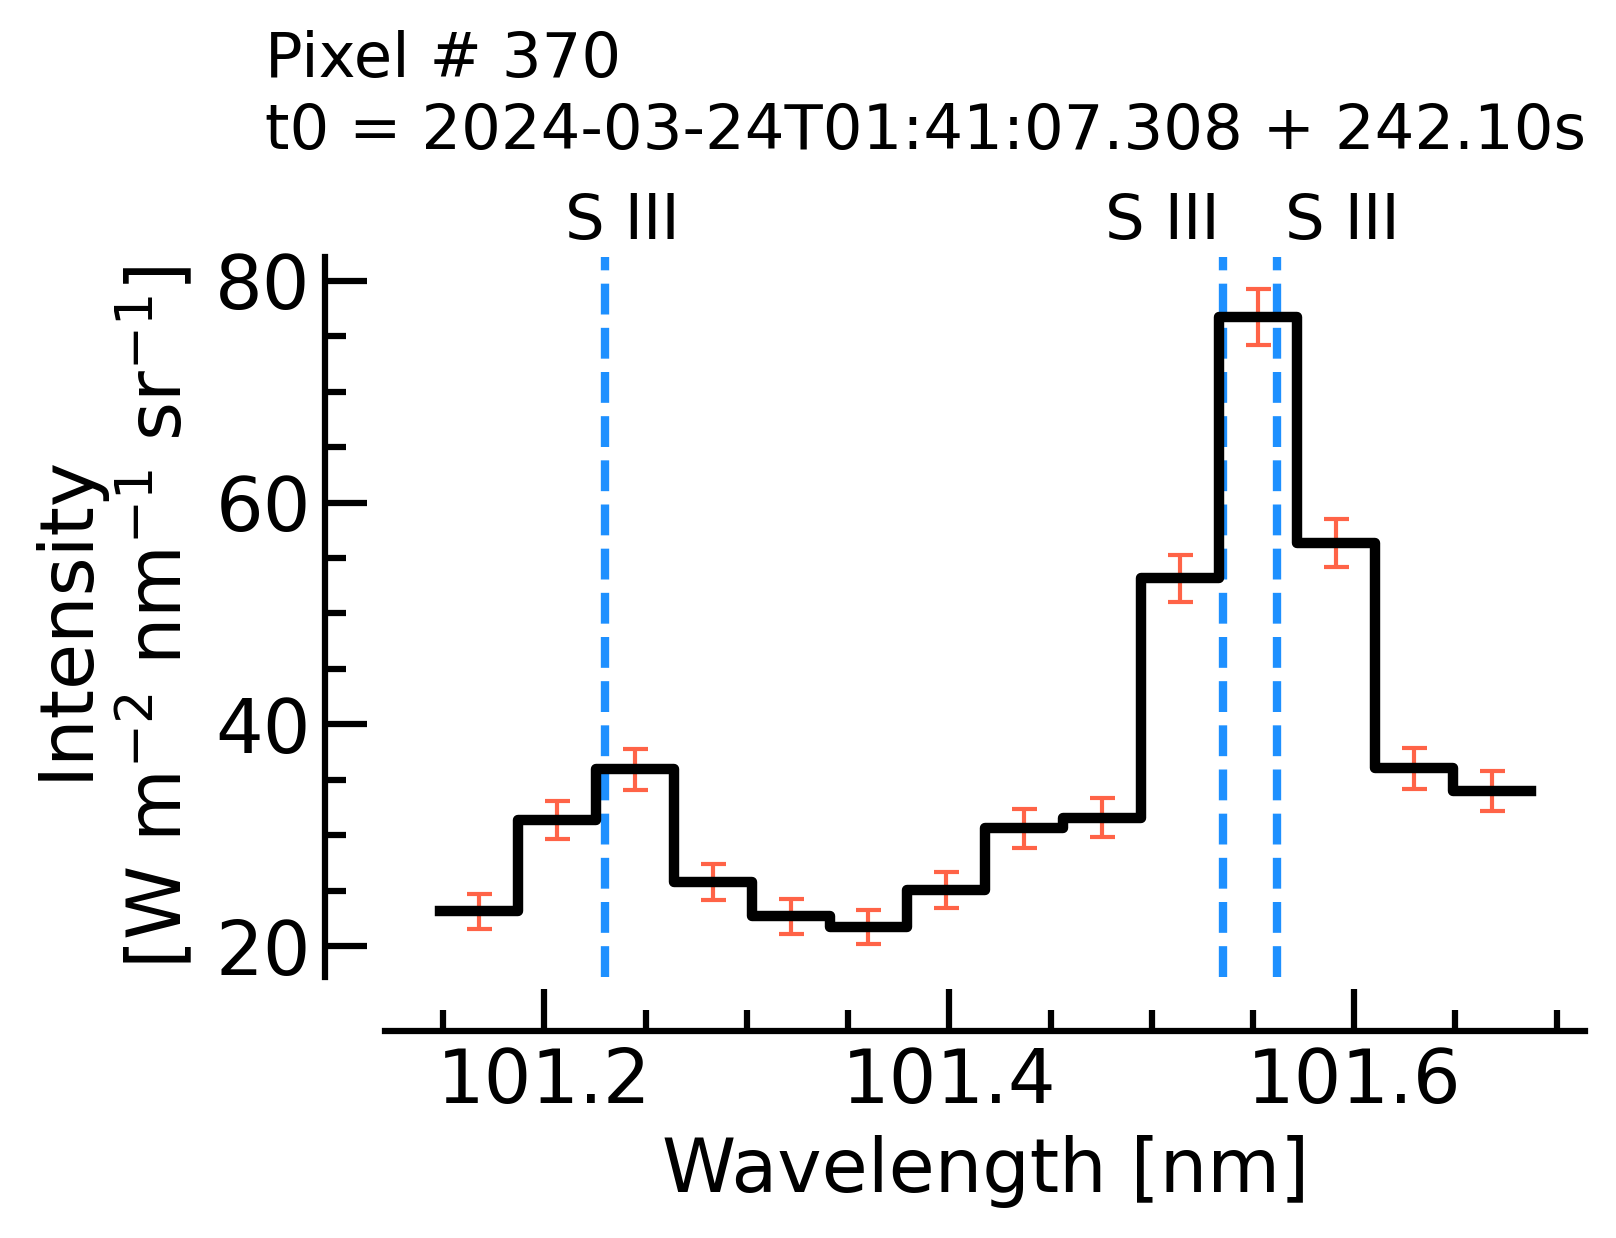 Pixel # 370
t0 = 2024-03-24T01:41:07.308 + 242.10s
S III S III S III
Intensity
[W m⁻² nm⁻¹ sr⁻¹]
80
60
40
20
101.2 101.4 101.6
Wavelength [nm]